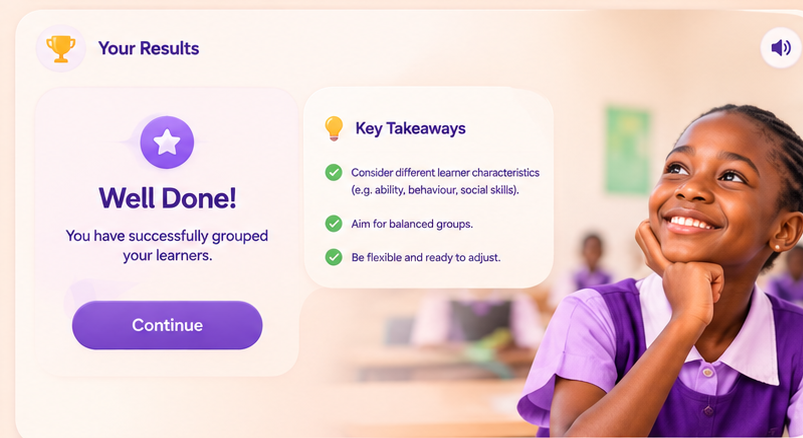 Your Results
Well Done!
You have successfully grouped
your learners.
Continue
Key Takeaways
Consider different learner characteristics
(e.g. ability, behaviour, social skills).
Aim for balanced groups.
Be flexible and ready to adjust.